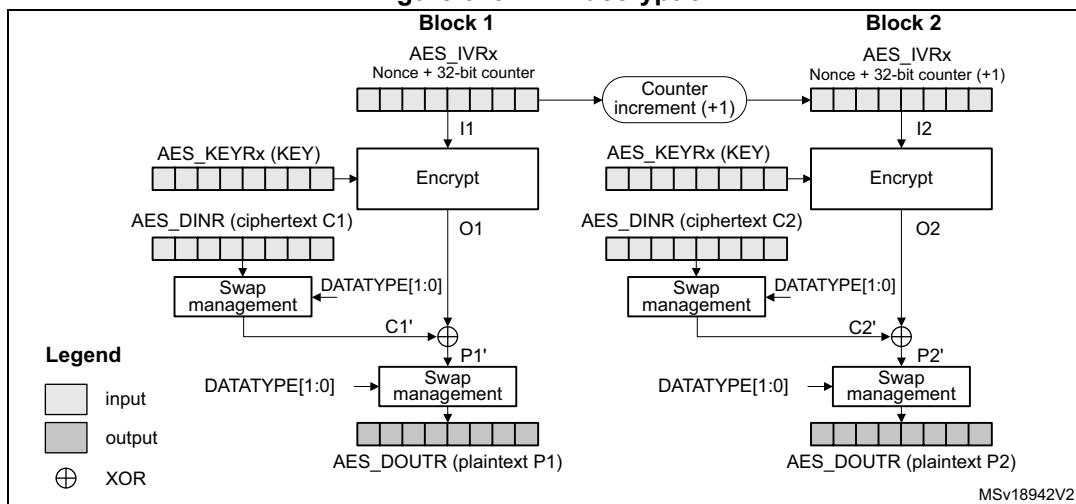 Block 1
Block 2
AES_IVRx
Nonce + 32-bit counter
Counter
increment (+1)
AES_IVRx
Nonce + 32-bit counter (+1)
I1
I2
AES_KEYRx (KEY)
Encrypt
AES_KEYRx (KEY)
Encrypt
AES_DINR (ciphertext C1)
O1
AES_DINR (ciphertext C2)
O2
Swap
management
DATATYPE[1:0]
Swap
management
DATATYPE[1:0]
C1'
C2'
Legend
P1'
P2'
DATATYPE[1:0]
Swap
management
DATATYPE[1:0]
Swap
management
input
output
XOR
AES_DOUTR (plaintext P1)
AES_DOUTR (plaintext P2)
MSv18942V2